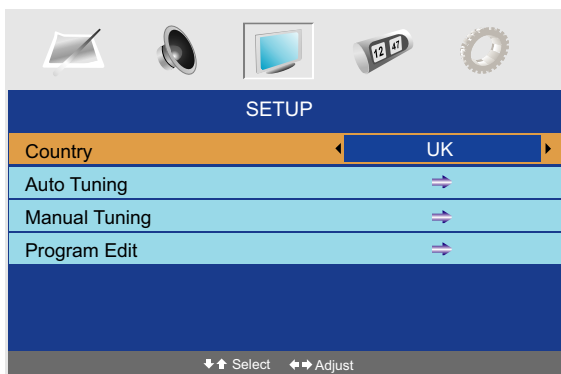 12 47
SETUP
Country UK
Auto Tuning
Manual Tuning
Program Edit
Select Adjust